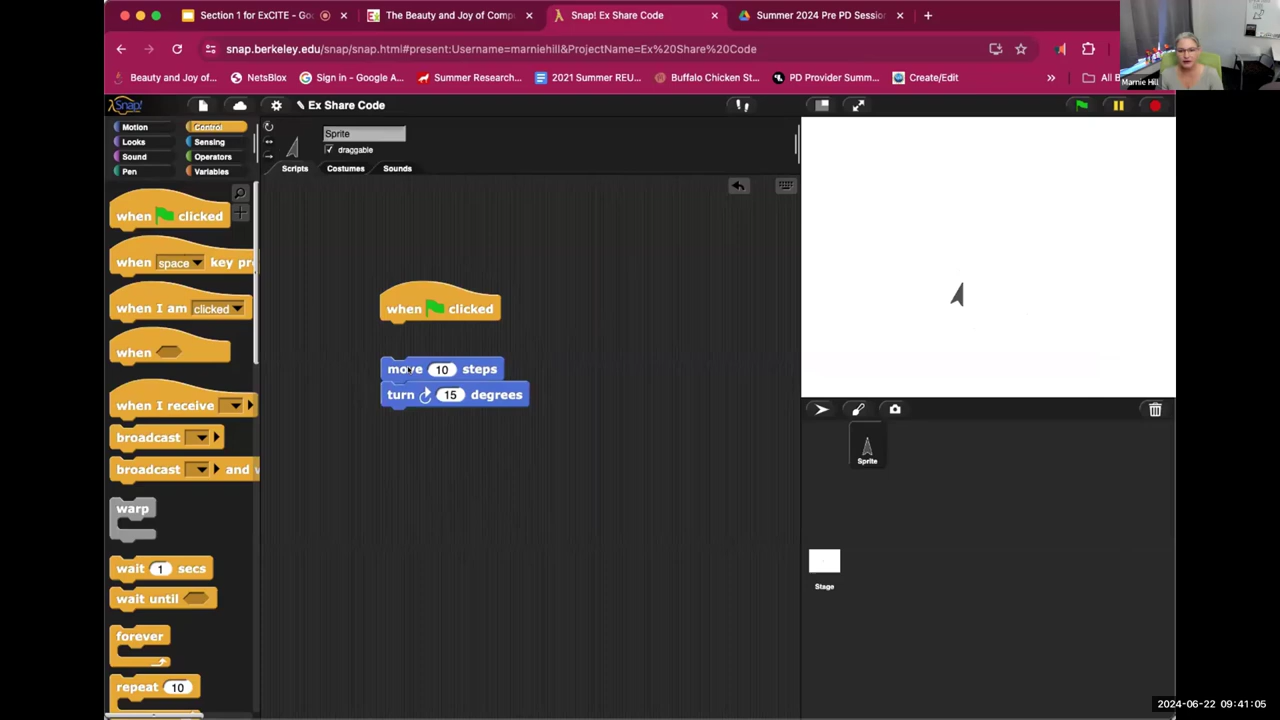 Section 1 for ExCITE - Go
The Beauty and Joy of Comp
Snap! Ex Share Code
Summer 2024 Pre PD Session
snap.berkeley.edu/snap/snap.html#present:Username=marniehill&ProjectName=Ex%20Share%20Code
Beauty and Joy of...
NetsBlox
Sign in - Google A...
Summer Research...
2021 Summer REU...
Buffalo Chicken St...
PD Provider Summ...
Create/Edit
All B
Marnie Hill
Snap!
Ex Share Code
Motion
Control
Looks
Sensing
Sound
Operators
Pen
Variables
Sprite
draggable
Scripts
Costumes
Sounds
when clicked
when space key pre
when I am clicked
when
when I receive
broadcast
broadcast and w
warp
wait 1 secs
wait until
forever
repeat 10
when clicked
move 10 steps
turn 15 degrees
Sprite
Stage
2024-06-22 09:41:05